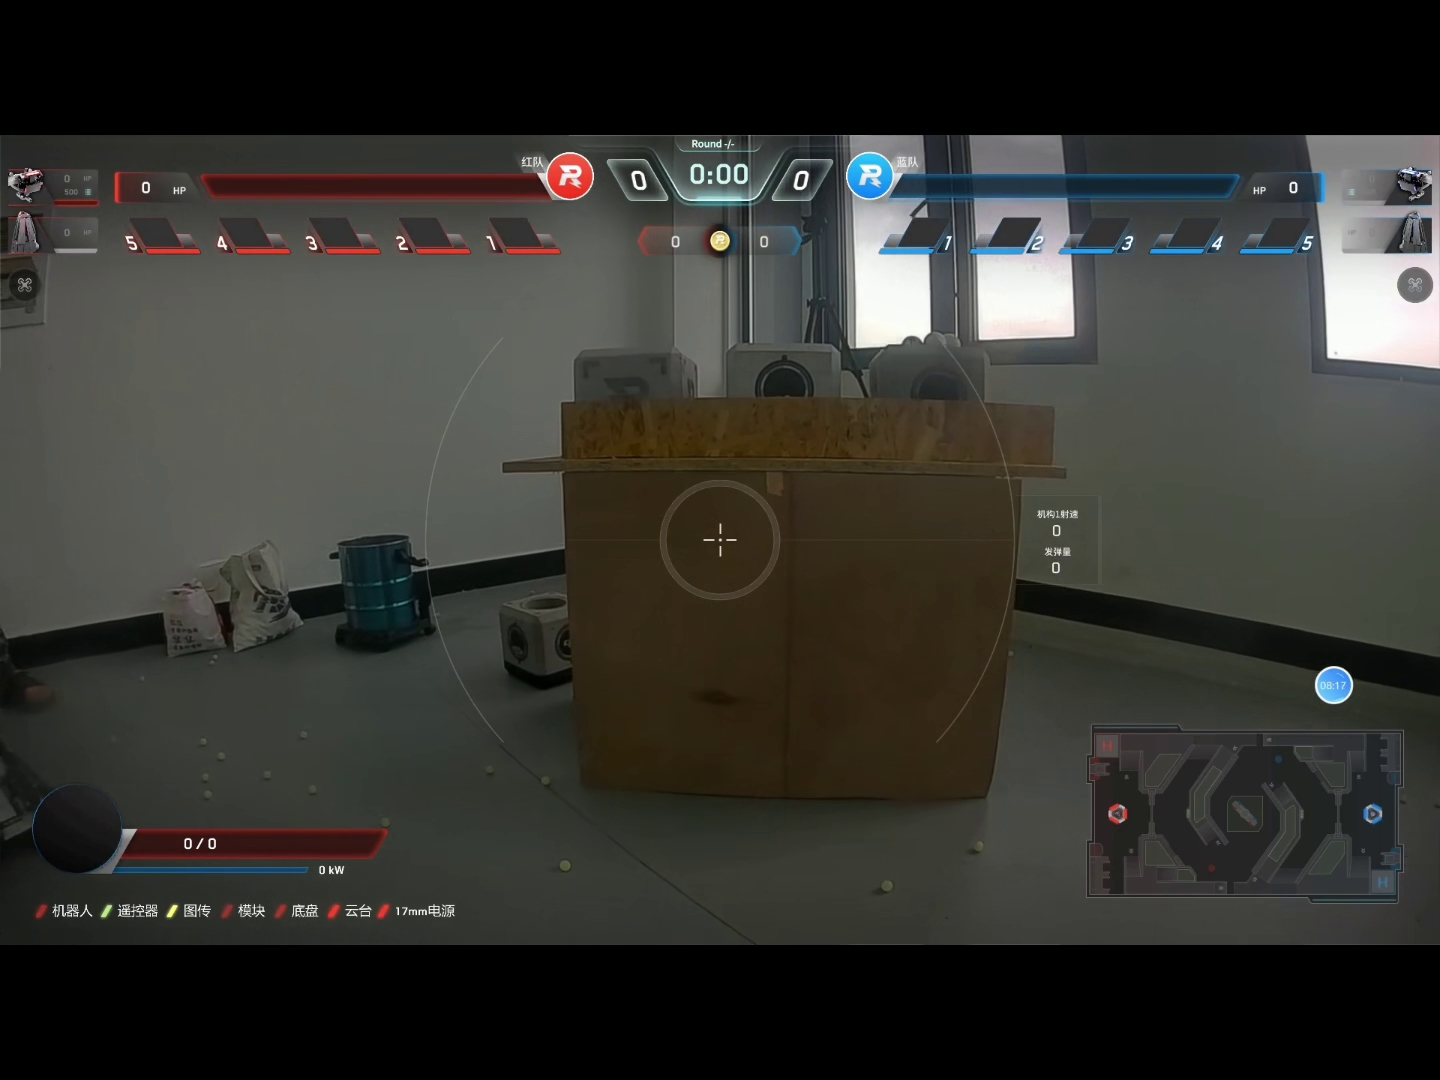 Round -/-
红队
0
0:00
0
蓝队
0 HP
500
0 HP
HP 0
0 HP
5
4
3
2
1
0
0
1
2
3
4
5
机构1射速
0
发弹量
0
08:17
H
H
0 / 0
0 kW
机器人
遥控器
图传
模块
底盘
云台
17mm电源